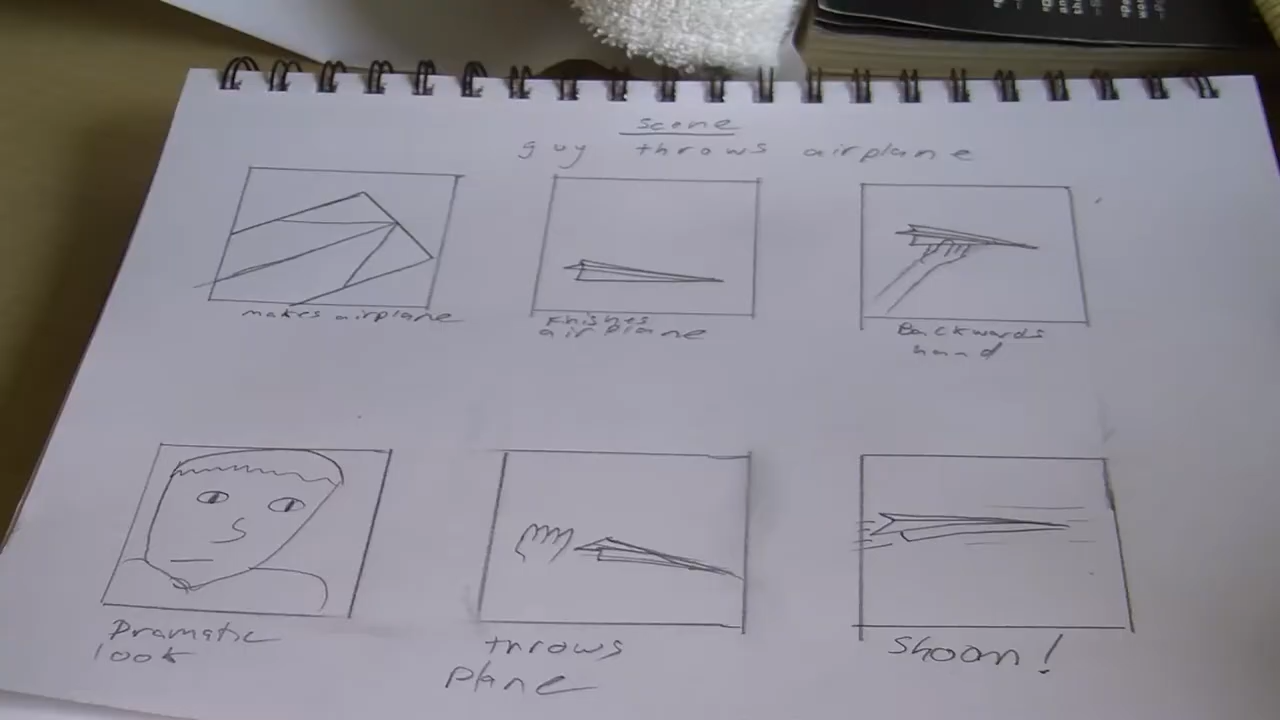 scene
guy throws airplane
makes airplane
finishes
airplane
Backwards
hand
Dramatic
look
throws
plane
Shoom!